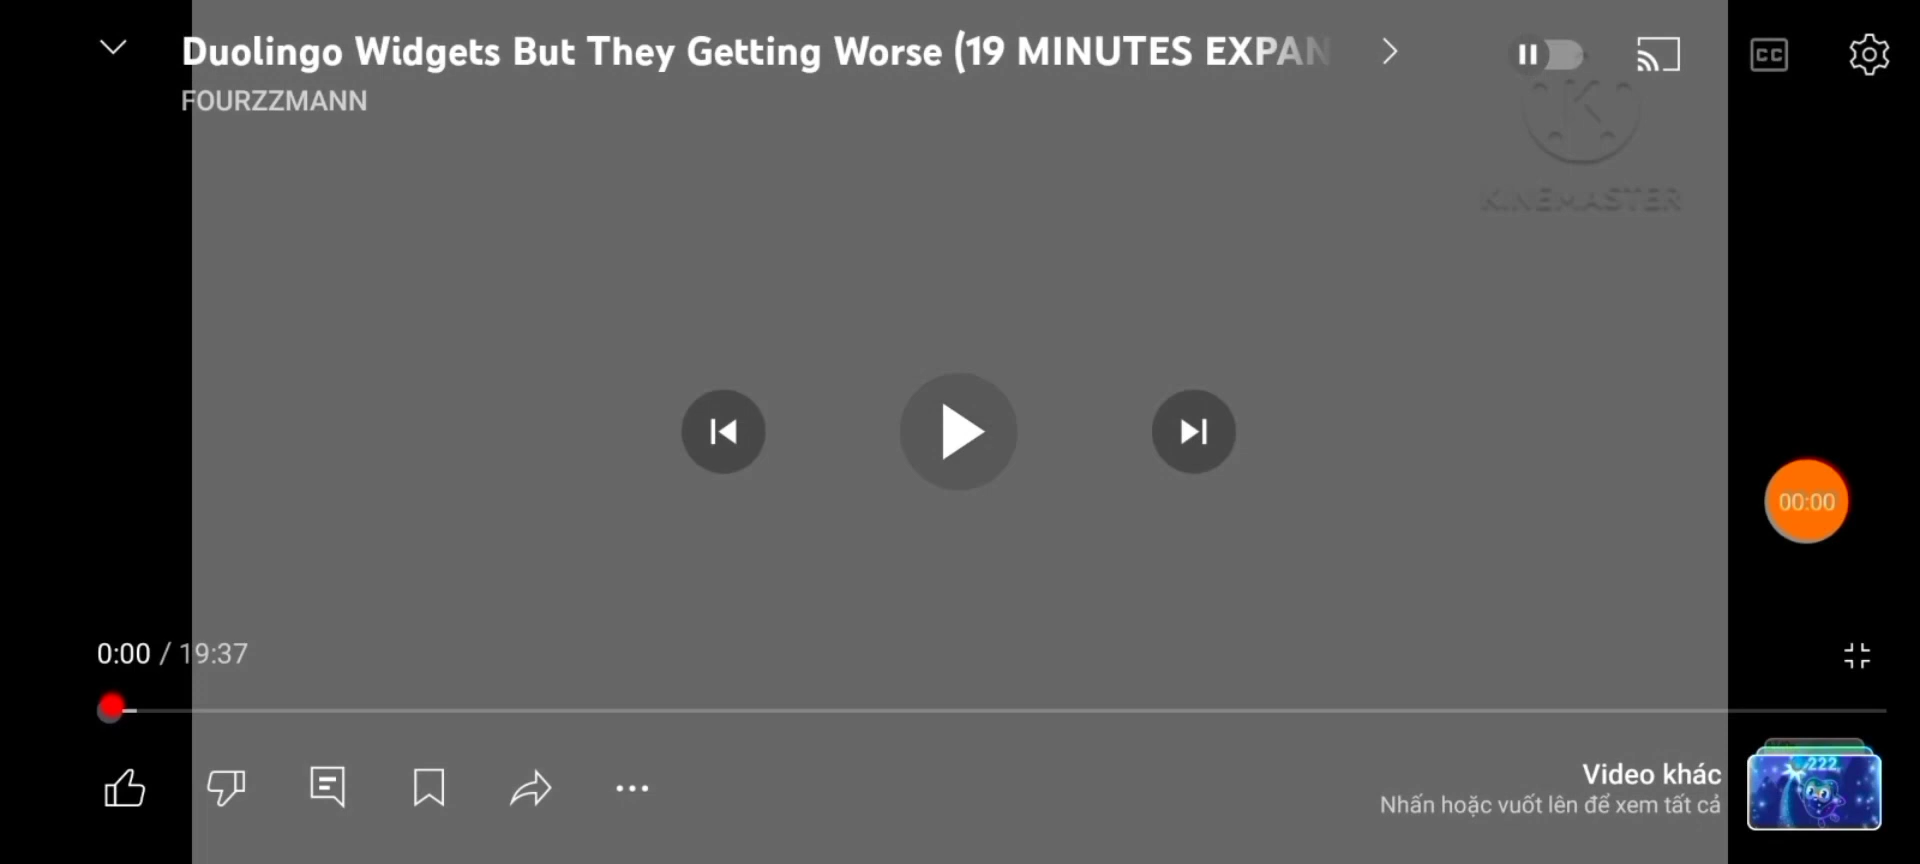 Duolingo Widgets But They Getting Worse (19 MINUTES EXPAN
FOURZZMANN
CC
K
KINEMASTER
00:00
0:00 / 19:37
Video khác
Nhấn hoặc vuốt lên để xem tất cả
222